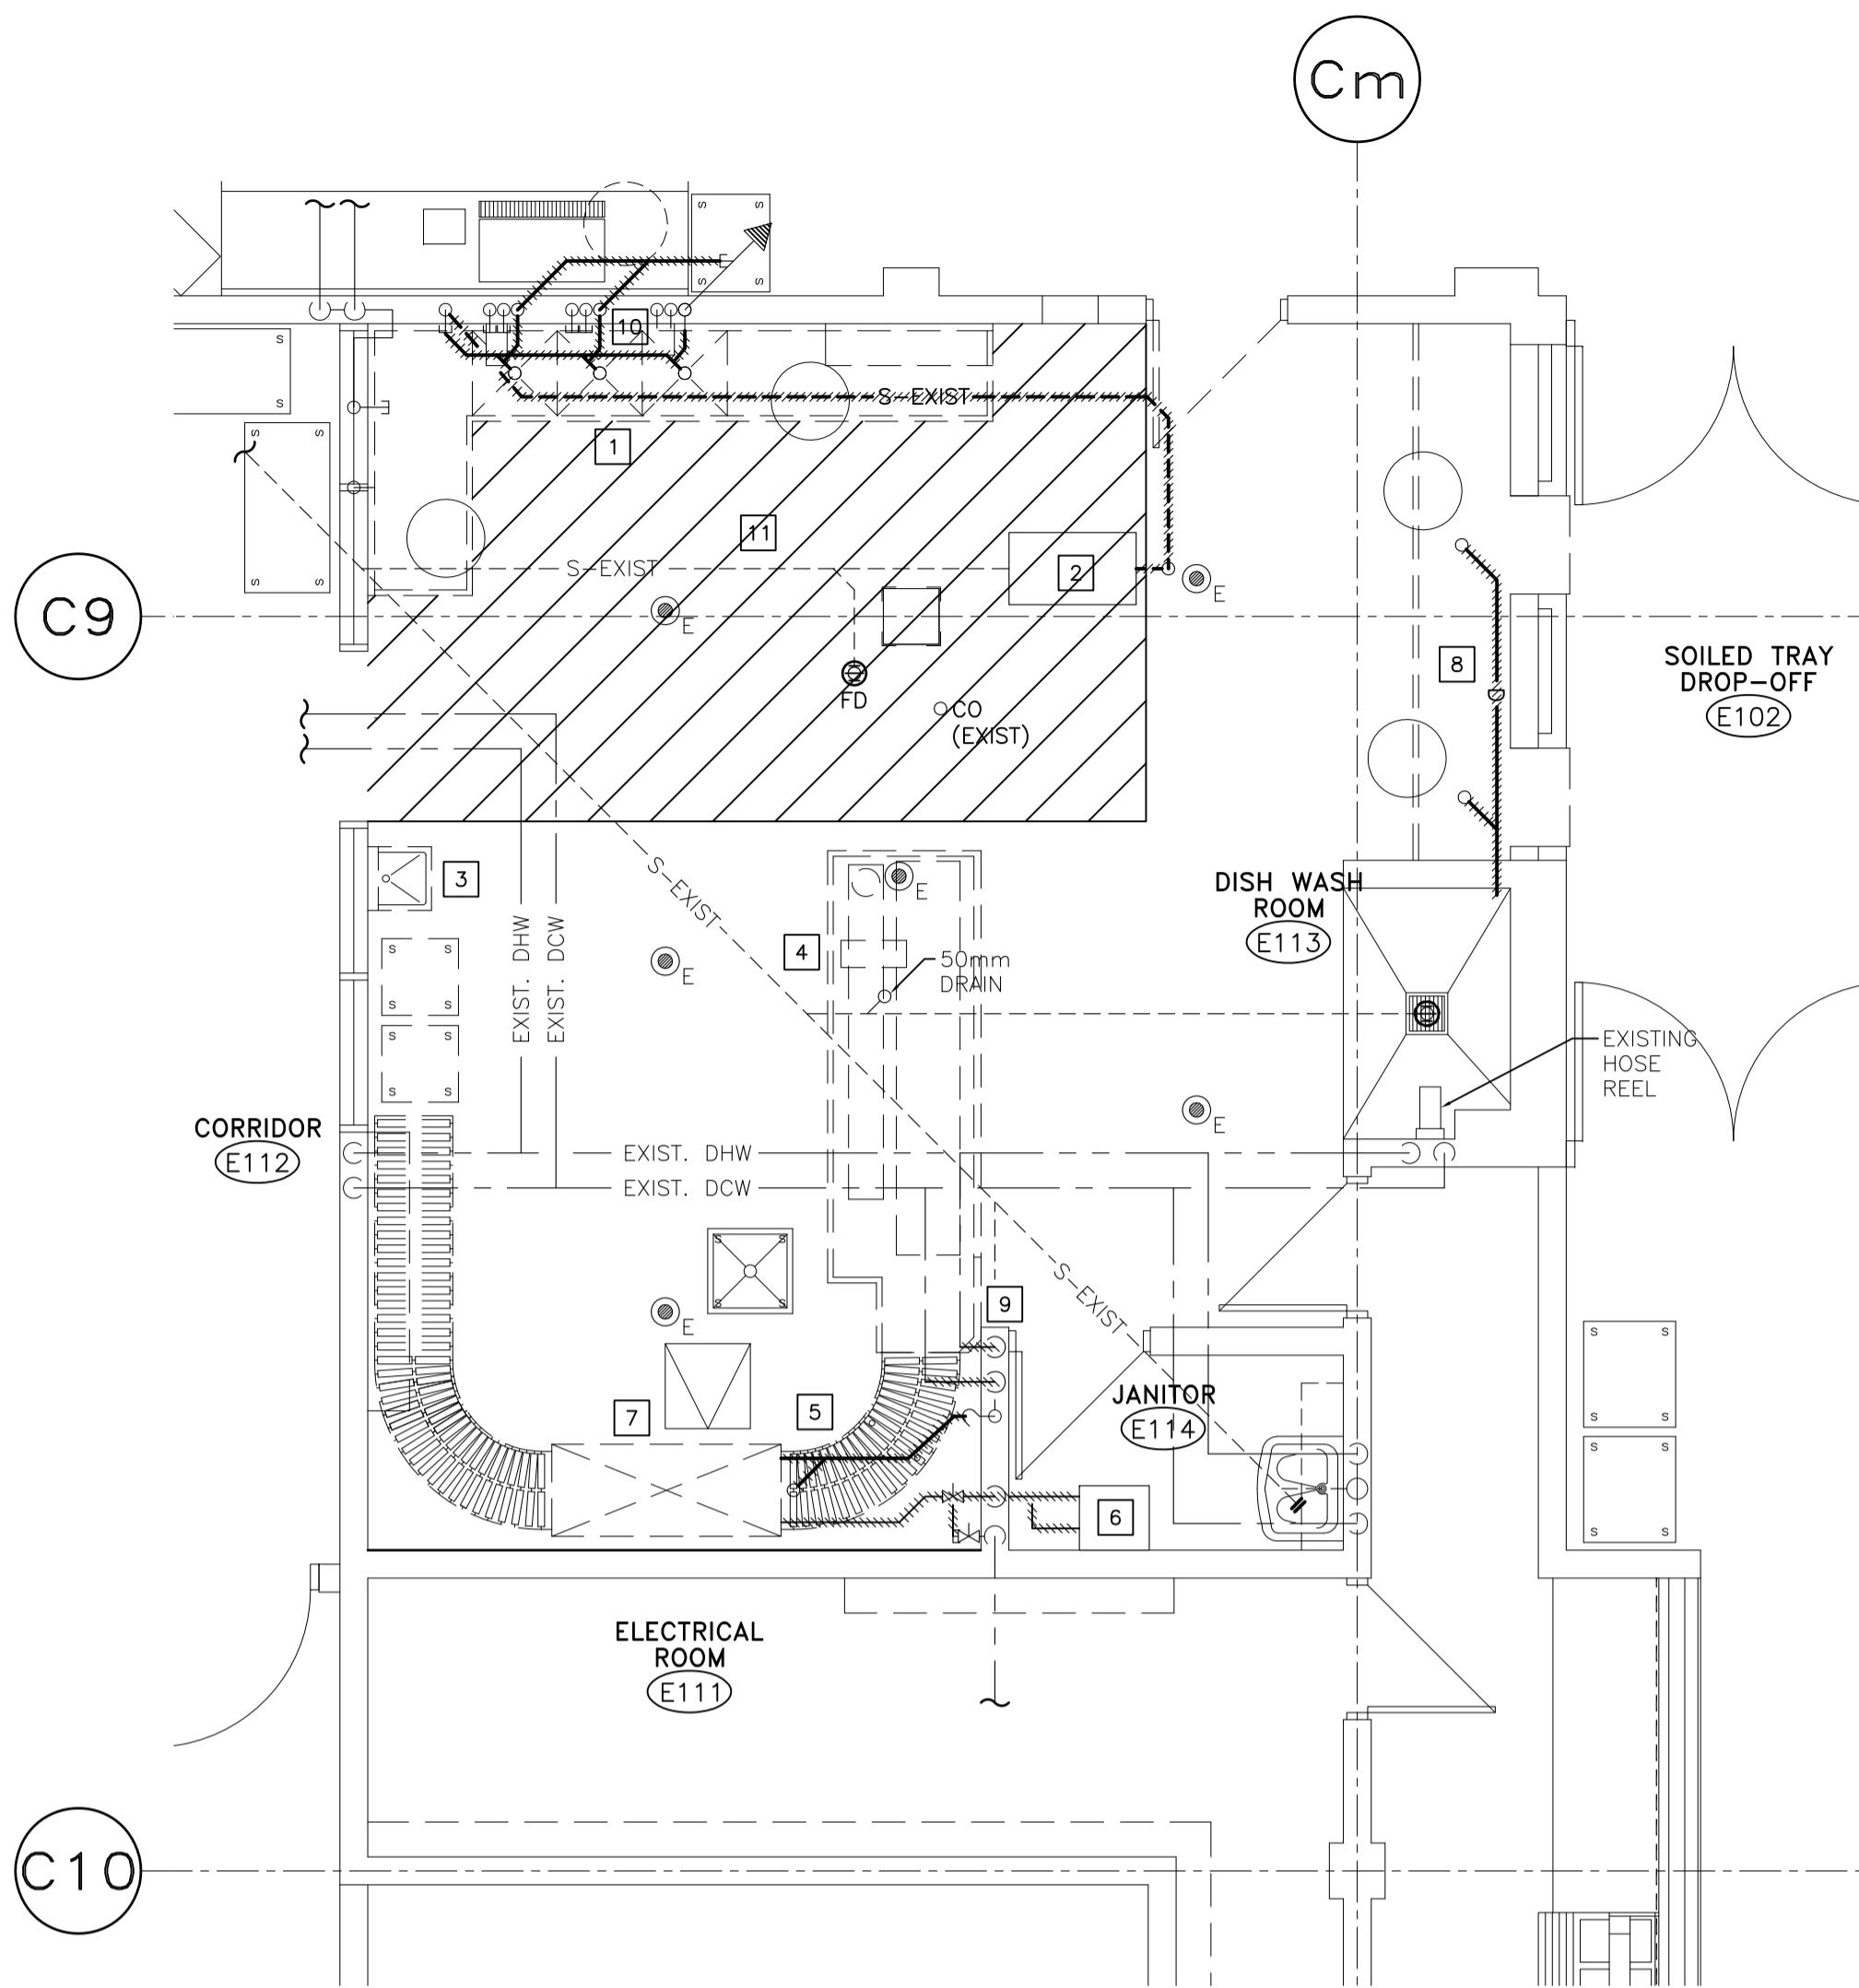 Cm
S S
S S
E
S
S
10
S-EXIST
S S
S S
1
11
S-EXIST
2
E
E
C9
8
SOILED TRAY
DROP-OFF
E102
FD
CO
(EXIST)
S-EXIST
3
E
DISH WASH
ROOM
E113
4
50mm
DRAIN
E
EXIST. DHW
EXIST. DCW
S S
S S
S S
S S
EXISTING
HOSE
REEL
E
CORRIDOR
E112
EXIST. DHW
EXIST. DCW
S S
S S
S-EXIST
9
E
S S
S S
JANITOR
E114
7
5
6
S S
S S
ELECTRICAL
ROOM
E111
C10